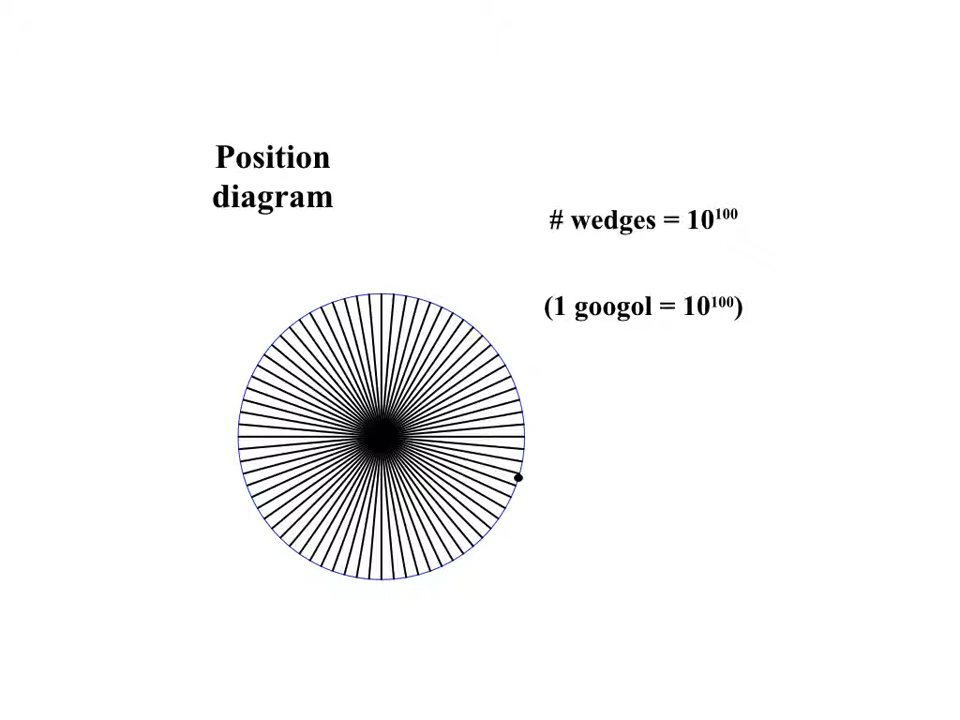 Position
diagram
# wedges = 10¹⁰⁰
(1 googol = 10¹⁰⁰)